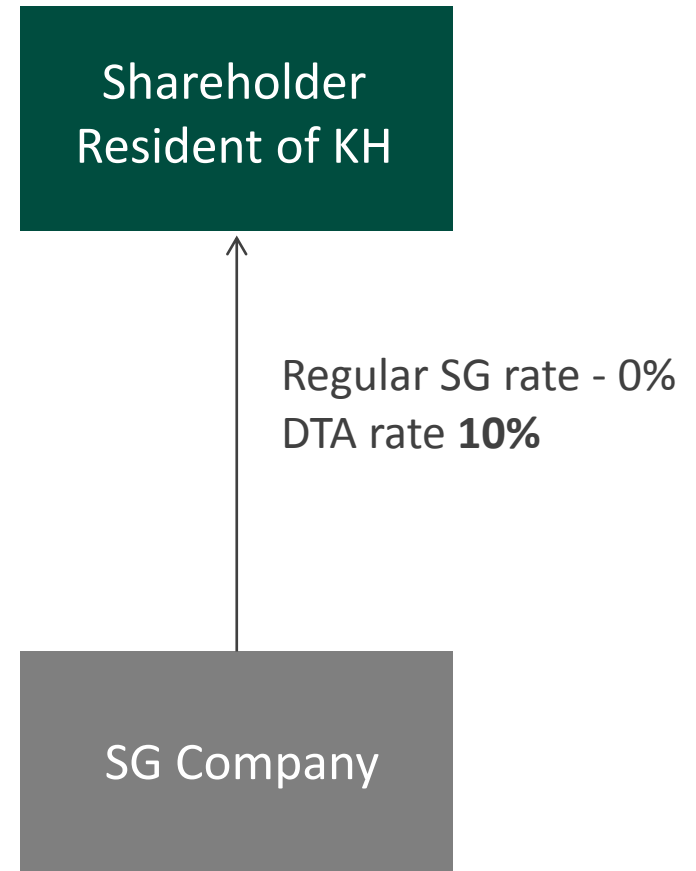 Shareholder
Resident of KH
Regular SG rate - 0%
DTA rate 10%
SG Company